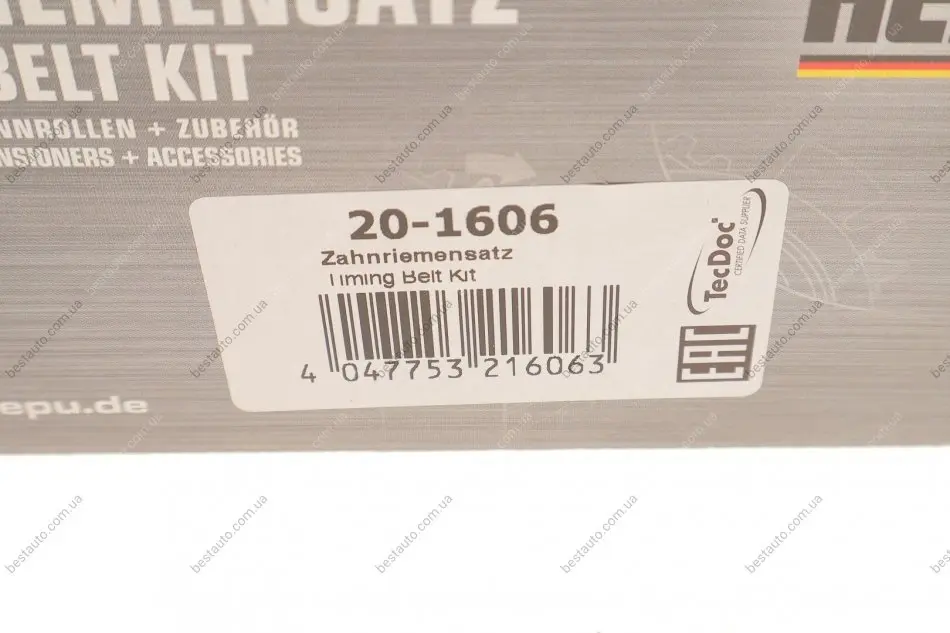 RIEMENSATZ
BELT KIT
NNROLLEN + ZUBEHÖR
NSIONERS + ACCESSORIES
20-1606
Zahnriemensatz
Timing Belt Kit
4 047753 216063
TecDoc
CERTIFIED DATA SUPPLIER
EAC
epu.de
bestauto.com.ua